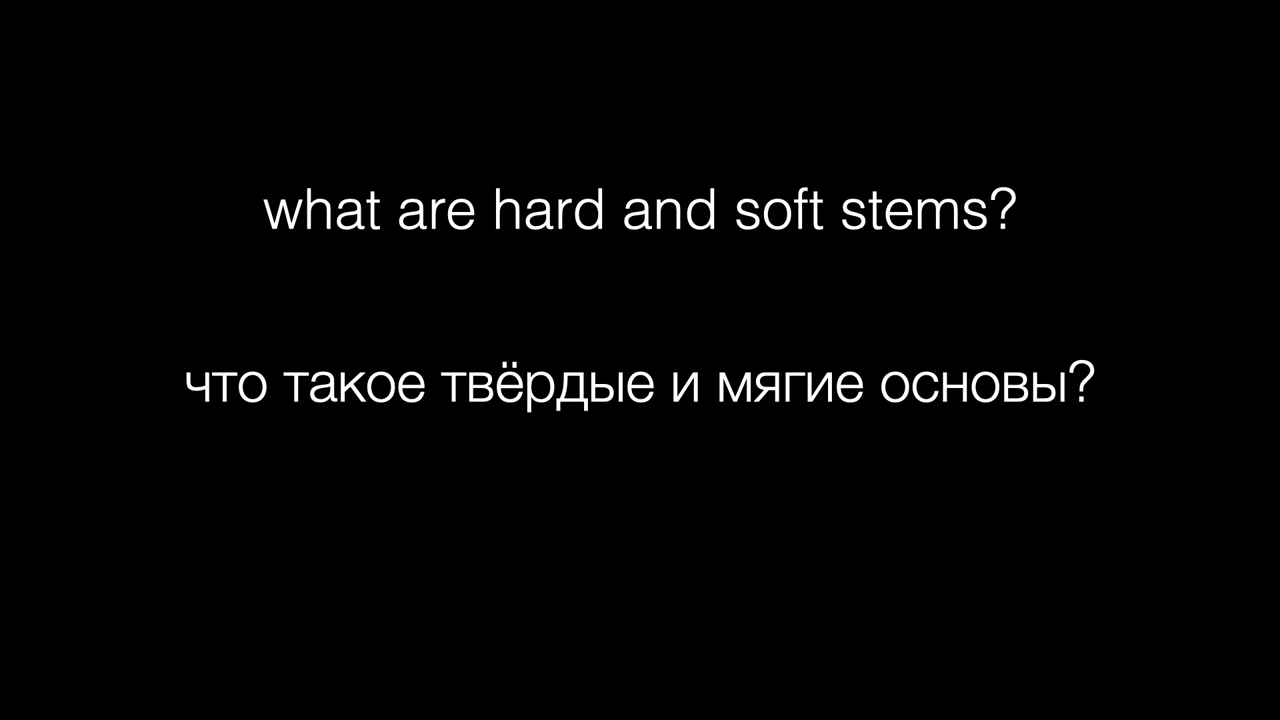 what are hard and soft stems?
что такое твёрдые и мягие основы?